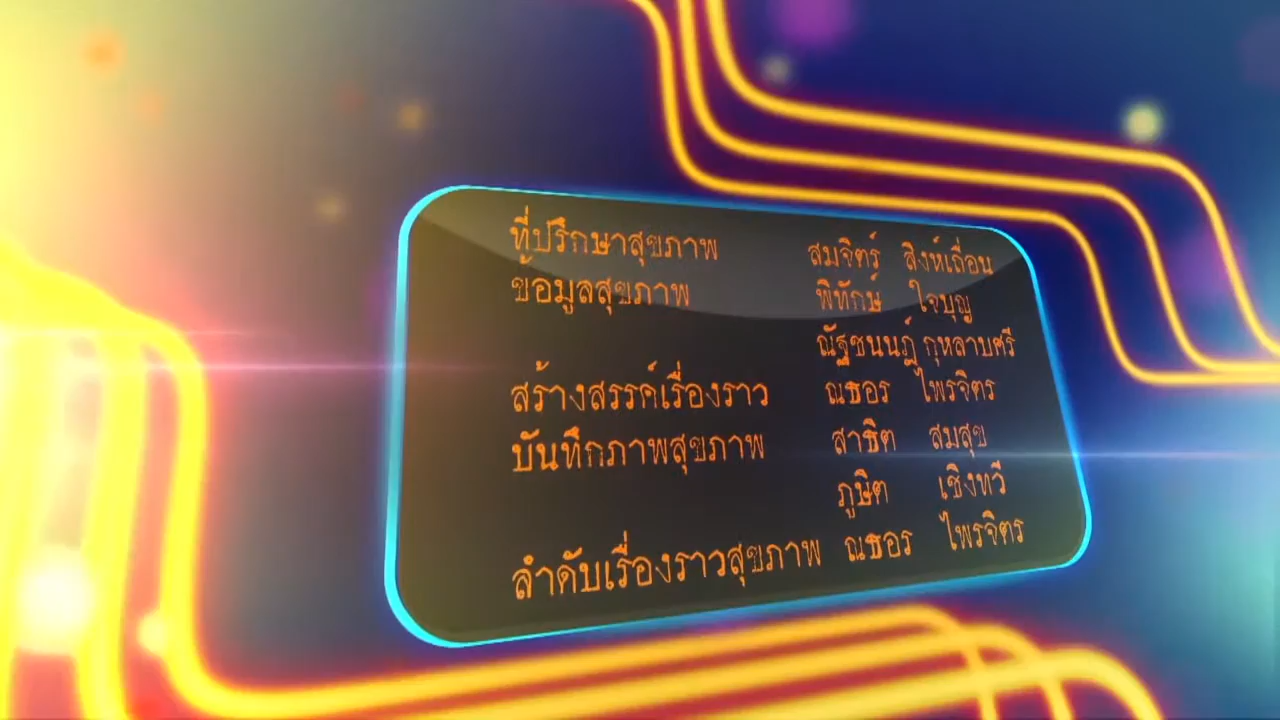 ที่ปรึกษาสุขภาพ สมจิตร์ สิงห์เถื่อน
ข้อมูลสุขภาพ พิทักษ์ ใจบุญ
ณัฐชนนฎ์ กุหลาบศรี
สร้างสรรค์เรื่องราว ณธอร ไพรจิตร
บันทึกภาพสุขภาพ สาธิต สมสุข
ภูษิต เชิงทวี
ลำดับเรื่องราวสุขภาพ ณธอร ไพรจิตร